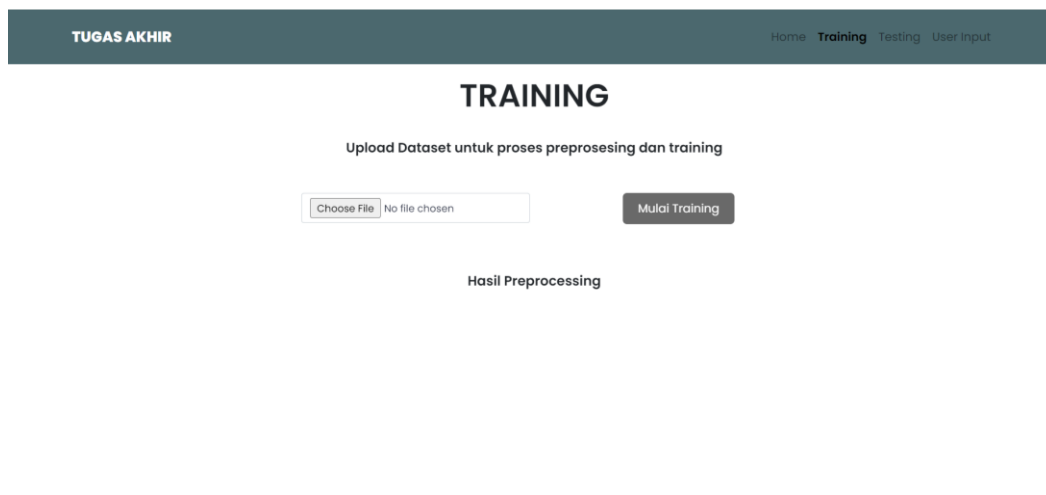 TUGAS AKHIR Home Training Testing User Input
TRAINING
Upload Dataset untuk proses preprosesing dan training
Choose File No file chosen Mulai Training
Hasil Preprocessing